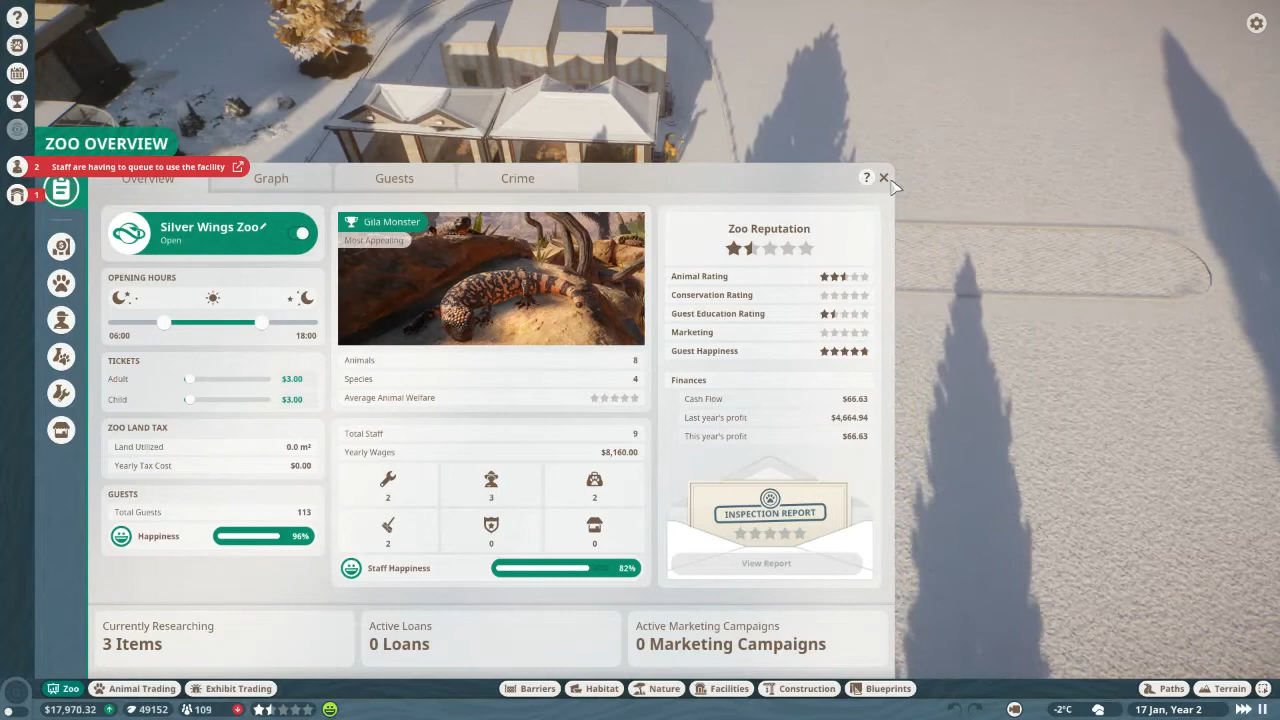 ZOO OVERVIEW
2 Staff are having to queue to use the facility
1
Overview Graph Guests Crime
?
Silver Wings Zoo
Open
OPENING HOURS
06:00 18:00
TICKETS
Adult $3.00
Child $3.00
ZOO LAND TAX
Land Utilized 0.0 m²
Yearly Tax Cost $0.00
GUESTS
Total Guests 113
Happiness 96%
Gila Monster
Most Appealing
Animals 8
Species 4
Average Animal Welfare
Total Staff 9
Yearly Wages $8,160.00
2 3 2
2 0 0
Staff Happiness 82%
Zoo Reputation
Animal Rating
Conservation Rating
Guest Education Rating
Marketing
Guest Happiness
Finances
Cash Flow $66.63
Last year's profit $4,664.94
This year's profit $66.63
INSPECTION REPORT
View Report
Currently Researching
3 Items
Active Loans
0 Loans
Active Marketing Campaigns
0 Marketing Campaigns
Zoo Animal Trading Exhibit Trading Barriers Habitat Nature Facilities Construction Blueprints Paths Terrain
$17,970.32 49152 109 -2°C 17 Jan, Year 2